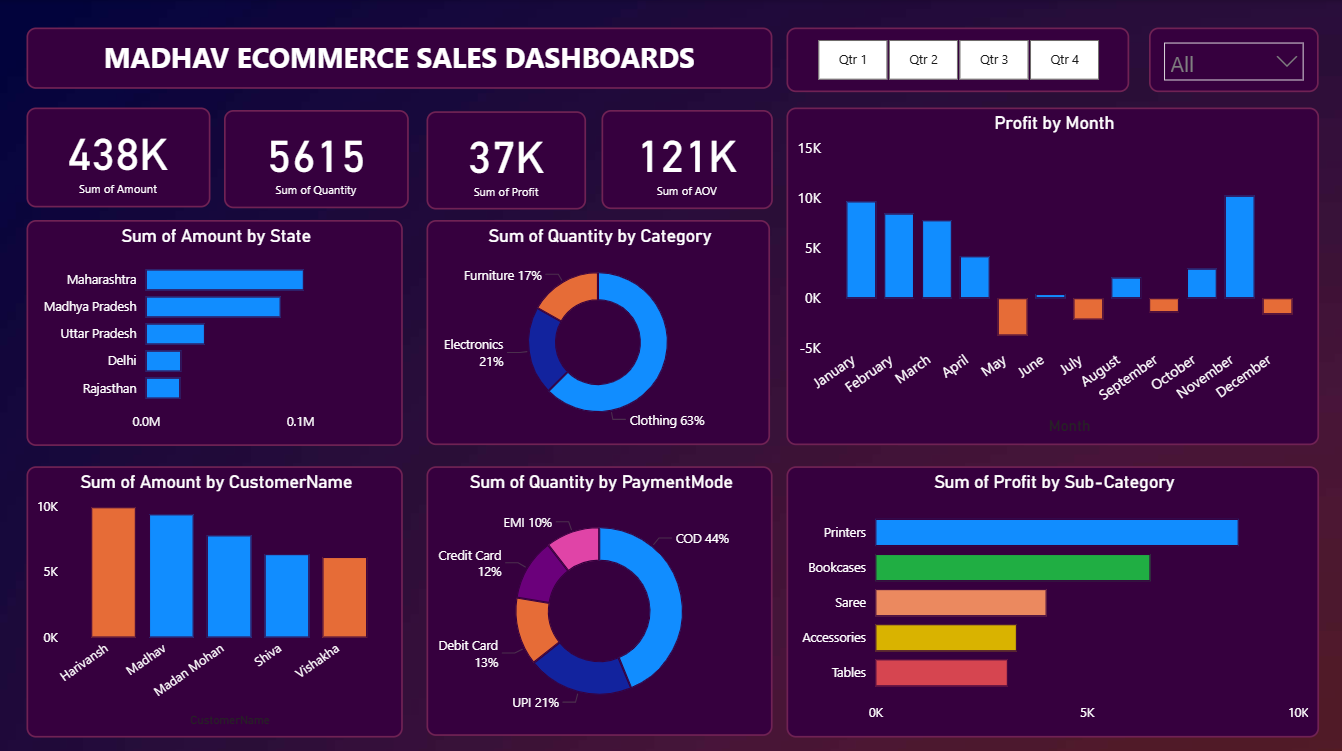 MADHAV ECOMMERCE SALES DASHBOARDS
Qtr 1
Qtr 2
Qtr 3
Qtr 4
All
438K
Sum of Amount
5615
Sum of Quantity
37K
Sum of Profit
121K
Sum of AOV
Profit by Month
15K
10K
5K
0K
-5K
January
February
March
April
May
June
July
August
September
October
November
December
Month
Sum of Amount by State
Maharashtra
Madhya Pradesh
Uttar Pradesh
Delhi
Rajasthan
0.0M
0.1M
Sum of Quantity by Category
Furniture 17%
Electronics
21%
Clothing 63%
Sum of Amount by CustomerName
10K
5K
0K
Harivansh
Madhav
Madan Mohan
Shiva
Vishakha
CustomerName
Sum of Quantity by PaymentMode
EMI 10%
COD 44%
Credit Card
12%
Debit Card
13%
UPI 21%
Sum of Profit by Sub-Category
Printers
Bookcases
Saree
Accessories
Tables
0K
5K
10K